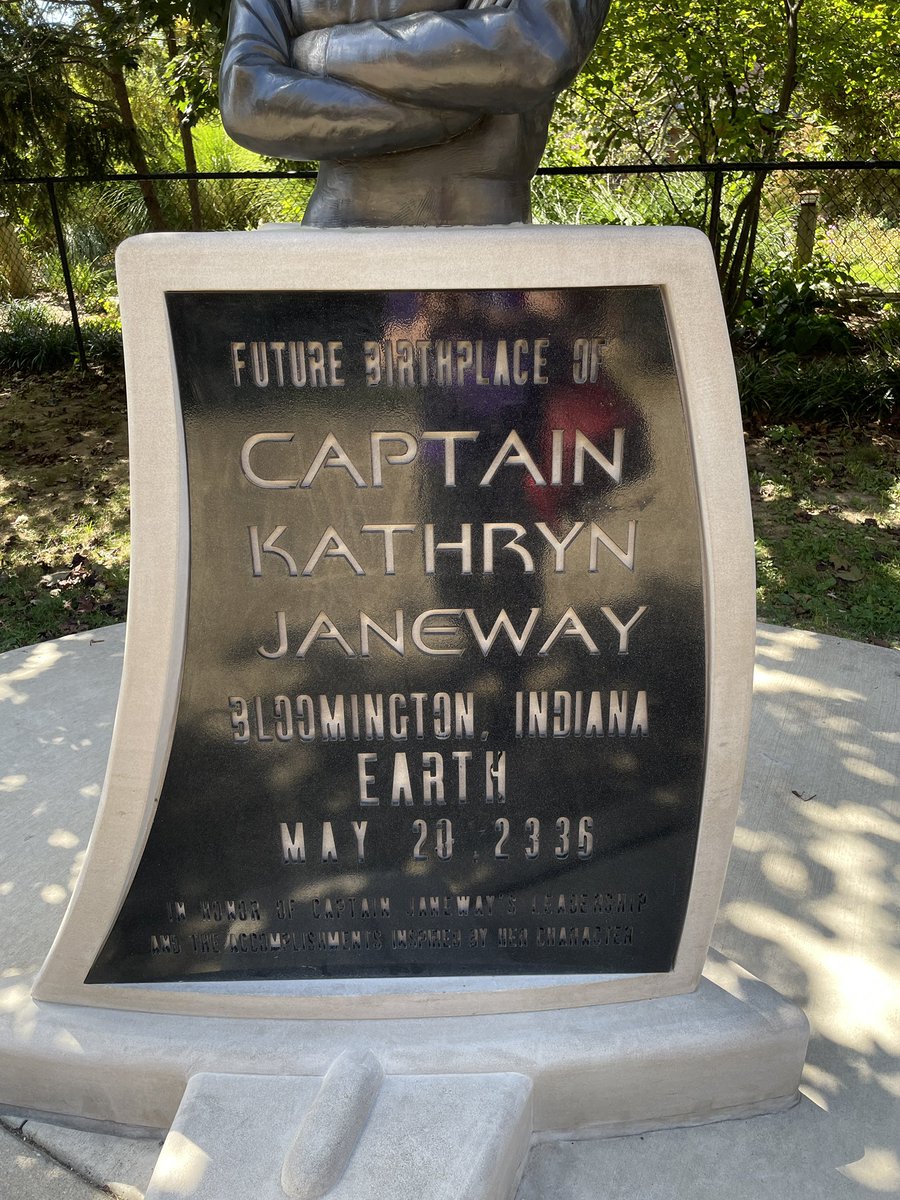 FUTURE BIRTHPLACE OF
CAPTAIN
KATHRYN
JANEWAY
BLOOMINGTON, INDIANA
EARTH
MAY 20, 2336
IN HONOR OF CAPTAIN JANEWAY'S LEADERSHIP
AND THE ACCOMPLISHMENTS INSPIRED BY HER CHARACTER